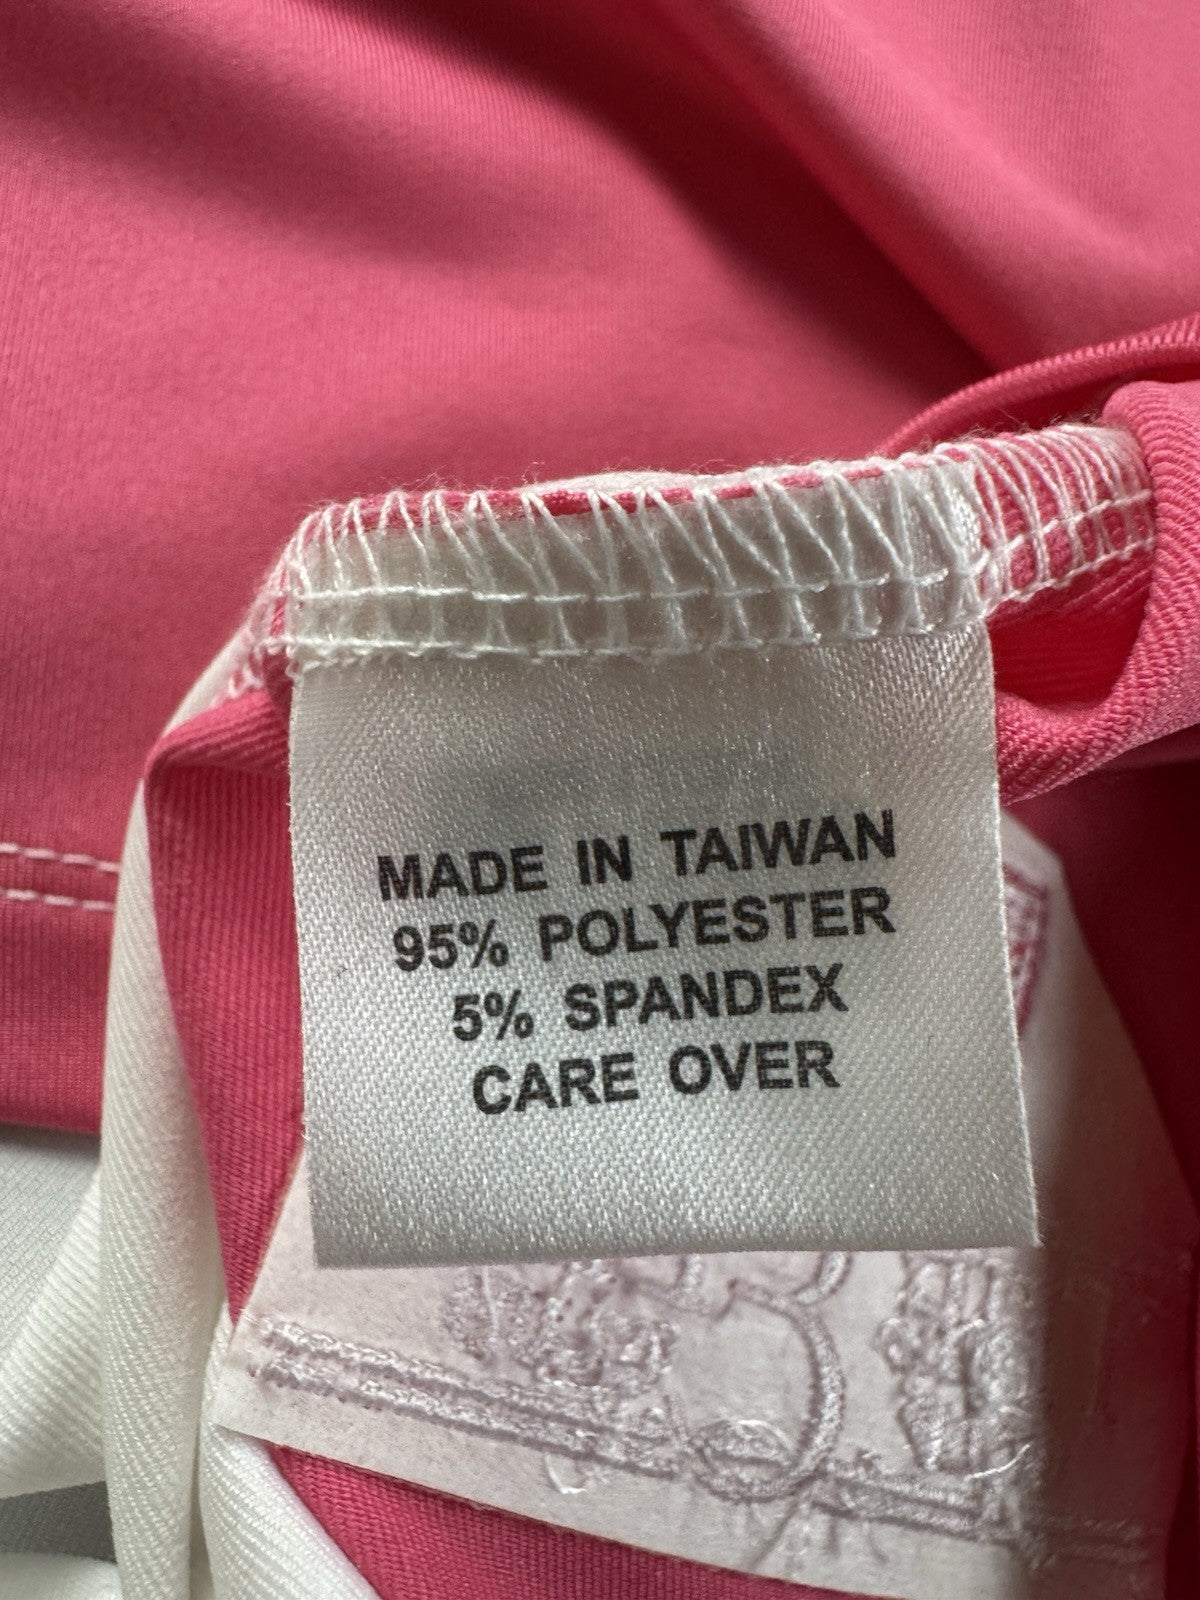 MADE IN TAIWAN
95% POLYESTER
5% SPANDEX
CARE OVER